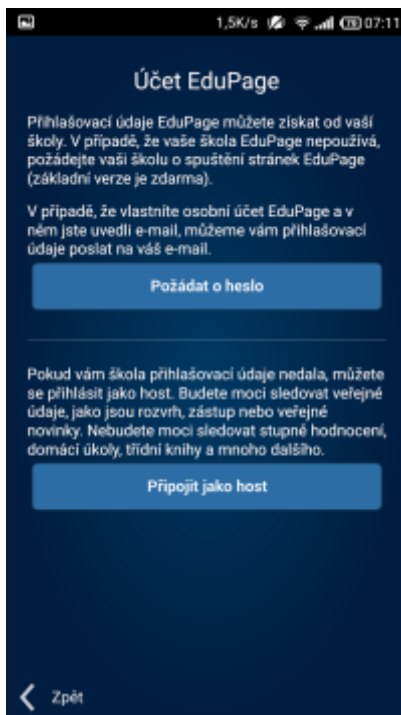 1,5K/s 78 07:11
Účet EduPage
Přihlašovací údaje EduPage můžete získat od vaší
školy. V případě, že vaše škola EduPage nepoužívá,
požádejte vaši školu o spuštění stránek EduPage
(základní verze je zdarma).
V případě, že vlastníte osobní účet EduPage a v
něm jste uvedli e-mail, můžeme vám přihlašovací
údaje poslat na váš e-mail.
Požádat o heslo
Pokud vám škola přihlašovací údaje nedala, můžete
se přihlásit jako host. Budete moci sledovat veřejné
údaje, jako jsou rozvrh, zástup nebo veřejné
novinky. Nebudete moci sledovat stupně hodnocení,
domácí úkoly, třídní knihy a mnoho dalšího.
Připojit jako host
Zpět